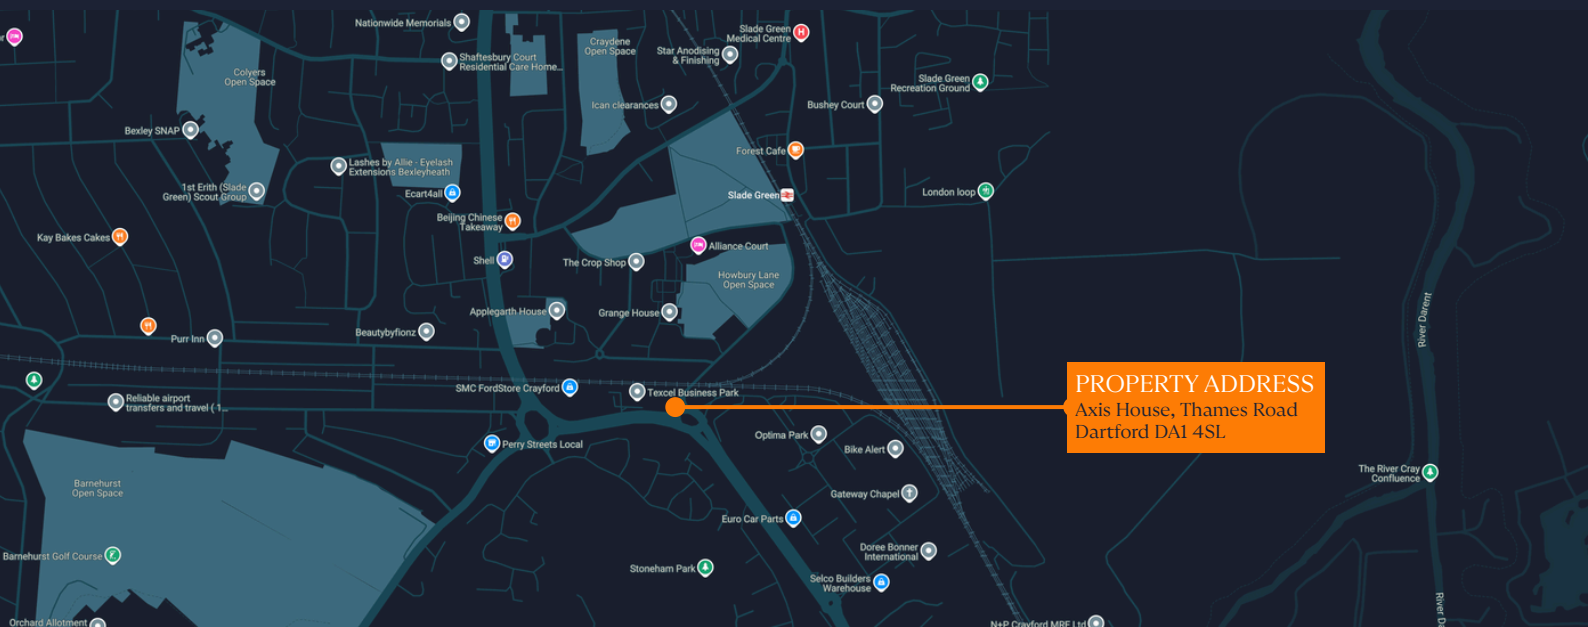 Nationwide Memorials
Slade Green
Medical Centre
Craydene
Open Space
Star Anodising
& Finishing
Shaftesbury Court
Residential Care Home...
Colyers
Open Space
Slade Green
Recreation Ground
Ican clearances
Bushey Court
Bexley SNAP
Forest Cafe
Lashes by Allie - Eyelash
Extensions Bexleyheath
1st Erith (Slade
Green) Scout Group
Ecart4all
Slade Green
London loop
Beijing Chinese
Takeaway
Kay Bakes Cakes
Alliance Court
Shell
The Crop Shop
Howbury Lane
Open Space
Applegarth House
Grange House
River Darent
Beautybyfionz
Purr Inn
SMC FordStore Crayford
Texcel Business Park
PROPERTY ADDRESS
Axis House, Thames Road
Dartford DA1 4SL
Reliable airport
transfers and travel ( 1...
Optima Park
Perry Streets Local
Bike Alert
The River Cray
Confluence
Barnehurst
Open Space
Gateway Chapel
Euro Car Parts
Barnehurst Golf Course
Doree Bonner
International
Stoneham Park
Selco Builders
Warehouse
Orchard Allotment
N+P Crayford MRF Ltd
River D